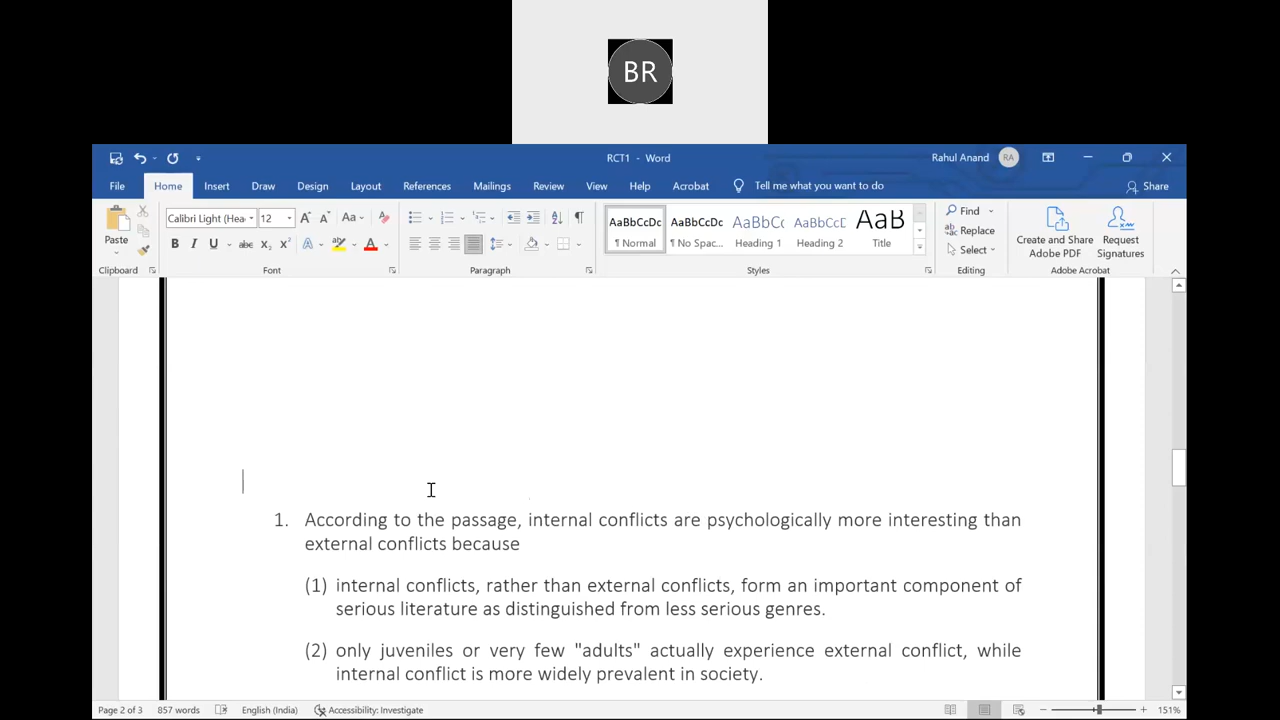 BR
RCT1 - Word
Rahul Anand RA
File Home Insert Draw Design Layout References Mailings Review View Help Acrobat Tell me what you want to do Share
Calibri Light (Hea 12 Aa
AaBbCcDc AaBbCcDc AaBbCc AaBbCcD AaB
Find
Replace
Select
Paste
B I U abc x₂ x² A A
¶ Normal ¶ No Spac... Heading 1 Heading 2 Title
Create and Share
Adobe PDF
Request
Signatures
Clipboard Font Paragraph Styles Editing Adobe Acrobat
1. According to the passage, internal conflicts are psychologically more interesting than
external conflicts because
(1) internal conflicts, rather than external conflicts, form an important component of
serious literature as distinguished from less serious genres.
(2) only juveniles or very few "adults" actually experience external conflict, while
internal conflict is more widely prevalent in society.
Page 2 of 3 857 words English (India) Accessibility: Investigate 151%